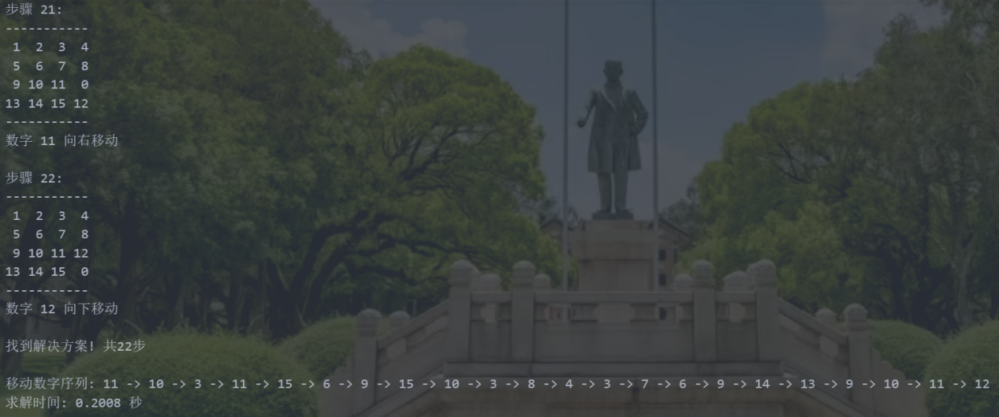 步骤 21:
-----------
 1  2  3  4
 5  6  7  8
 9 10 11  0
13 14 15 12
-----------
数字 11 向右移动
步骤 22:
-----------
 1  2  3  4
 5  6  7  8
 9 10 11 12
13 14 15  0
-----------
数字 12 向下移动
找到解决方案! 共22步
移动数字序列: 11 -> 10 -> 3 -> 11 -> 15 -> 6 -> 9 -> 15 -> 10 -> 3 -> 8 -> 4 -> 3 -> 7 -> 6 -> 9 -> 14 -> 13 -> 9 -> 10 -> 11 -> 12
求解时间: 0.2008 秒